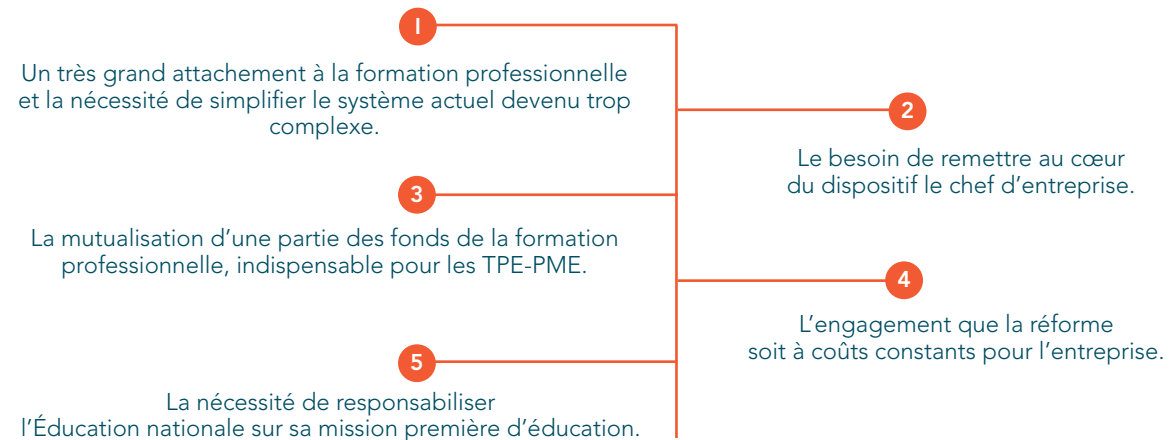 1
Un très grand attachement à la formation professionnelle
et la nécessité de simplifier le système actuel devenu trop
complexe.
2
Le besoin de remettre au cœur
du dispositif le chef d’entreprise.
3
La mutualisation d’une partie des fonds de la formation
professionnelle, indispensable pour les TPE-PME.
4
L’engagement que la réforme
soit à coûts constants pour l’entreprise.
5
La nécessité de responsabiliser
l’Éducation nationale sur sa mission première d’éducation.